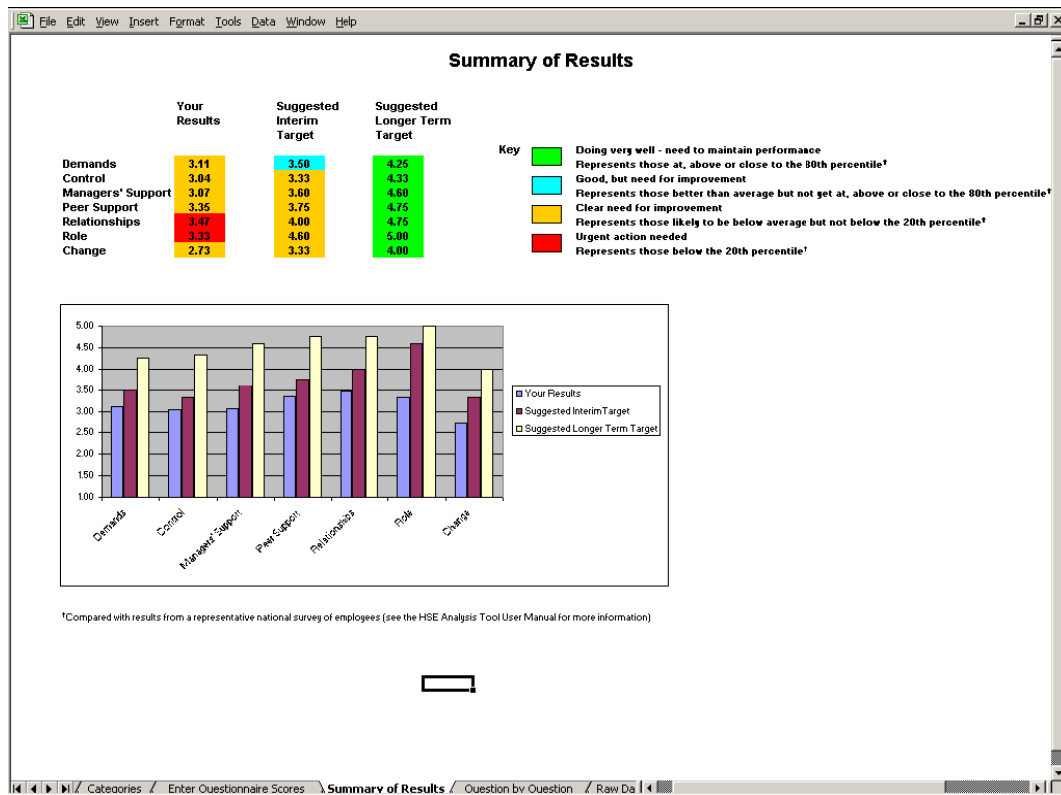 File Edit View Insert Format Tools Data Window Help
Summary of Results
Your Results
Suggested Interim Target
Suggested Longer Term Target
Demands 3.11 3.50 4.25
Control 3.04 3.33 4.33
Managers' Support 3.07 3.60 4.60
Peer Support 3.35 3.75 4.75
Relationships 3.47 4.00 4.75
Role 3.33 4.60 5.00
Change 2.73 3.33 4.00
Key
Doing very well - need to maintain performance
Represents those at, above or close to the 80th percentile†
Good, but need for improvement
Represents those better than average but not yet at, above or close to the 80th percentile†
Clear need for improvement
Represents those likely to be below average but not below the 20th percentile†
Urgent action needed
Represents those below the 20th percentile†
5.00
4.50
4.00
3.50
3.00
2.50
2.00
1.50
1.00
Demands
Control
Managers' Support
Peer Support
Relationships
Role
Change
Your Results
Suggested Interim Target
Suggested Longer Term Target
†Compared with results from a representative national survey of employees (see the HSE Analysis Tool User Manual for more information)
Categories Enter Questionnaire Scores Summary of Results Question by Question Raw Da